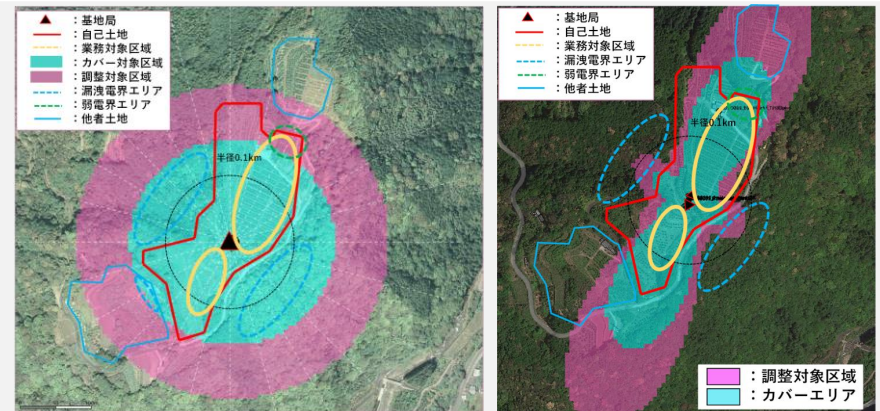 ：基地局
：自己土地
：業務対象区域
：カバー対象区域
：調整対象区域
：漏洩電界エリア
：弱電界エリア
：他者土地
半径0.1km
：基地局
：自己土地
：業務対象区域
：漏洩電界エリア
：弱電界エリア
：他者土地
半径0.1km
：調整対象区域
：カバーエリア